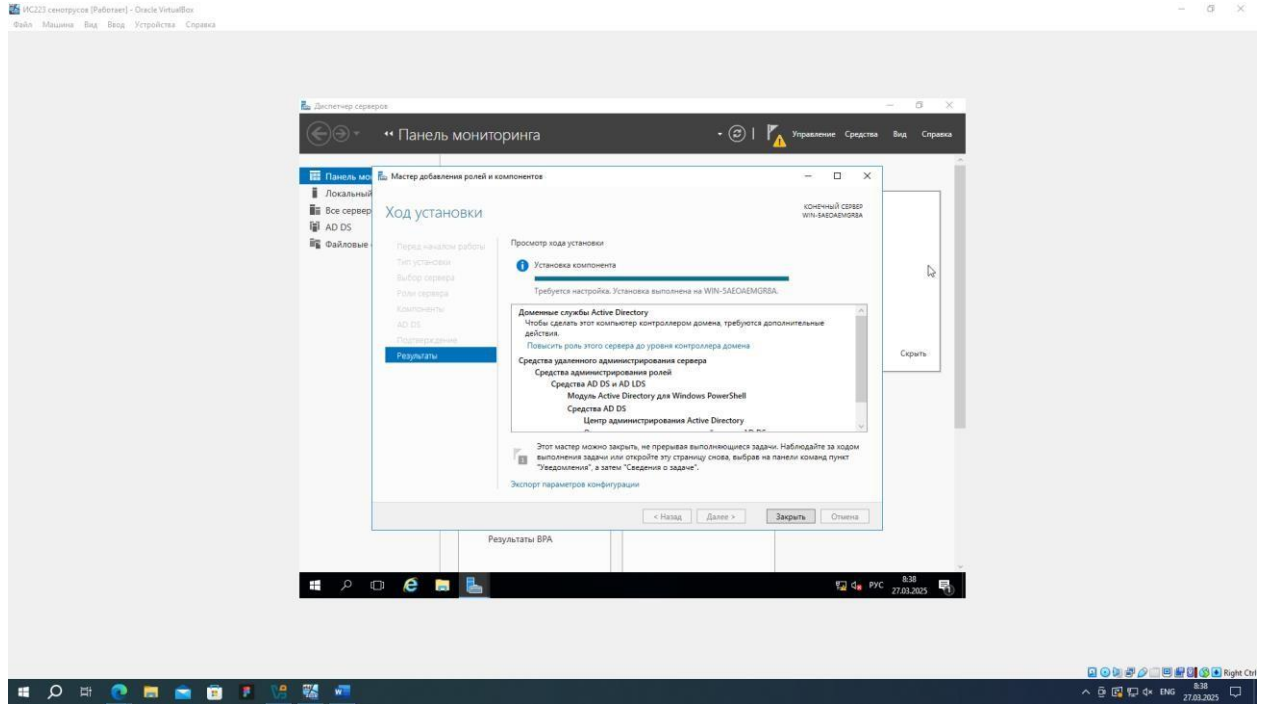 ИС223 сенотрусов [Работает] - Oracle VirtualBox
Файл Машина Вид Ввод Устройства Справка
Диспетчер серверов
Панель мониторинга
Управление Средства Вид Справка
Панель мо
Локальный
Все сервер
AD DS
Файловые
Мастер добавления ролей и компонентов
Ход установки
КОНЕЧНЫЙ СЕРВЕР
WIN-5AEOAEMGR8A
Перед началом работы
Тип установки
Выбор сервера
Роли сервера
Компоненты
AD DS
Подтверждение
Результаты
Просмотр хода установки
Установка компонента
Требуется настройка. Установка выполнена на WIN-5AEOAEMGR8A.
Доменные службы Active Directory
Чтобы сделать этот компьютер контроллером домена, требуются дополнительные
действия.
Повысить роль этого сервера до уровня контроллера домена
Средства удаленного администрирования сервера
Средства администрирования ролей
Средства AD DS и AD LDS
Модуль Active Directory для Windows PowerShell
Средства AD DS
Центр администрирования Active Directory
Этот мастер можно закрыть, не прерывая выполняющиеся задачи. Наблюдайте за ходом
выполнения задачи или откройте эту страницу снова, выбрав на панели команд пункт
"Уведомления", а затем "Сведения о задаче".
Экспорт параметров конфигурации
< Назад Далее > Закрыть Отмена
Скрыть
Результаты BPA
РУС 8:38
27.03.2025
Right Ctrl
ENG 8:38
27.03.2025